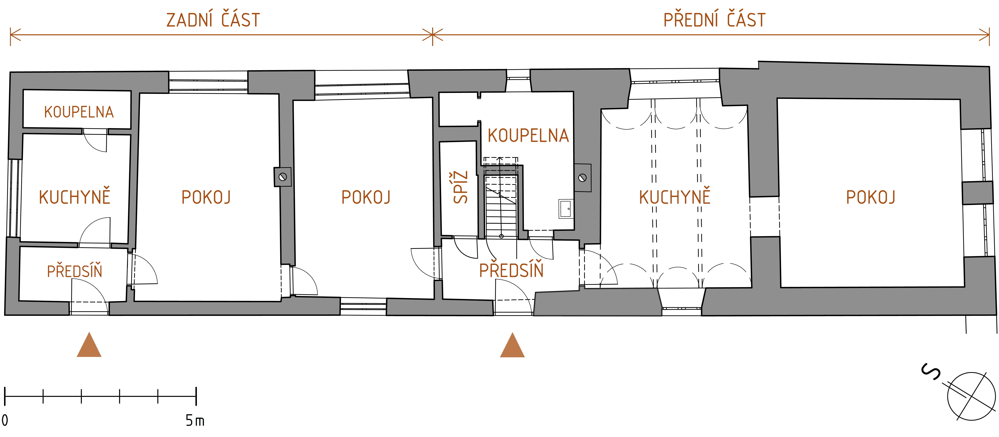 ZADNÍ ČÁST
PŘEDNÍ ČÁST
KOUPELNA
KOUPELNA
KUCHYNĚ
POKOJ
POKOJ
SPÍŽ
KUCHYNĚ
POKOJ
PŘEDSÍŇ
PŘEDSÍŇ
S
0
5m